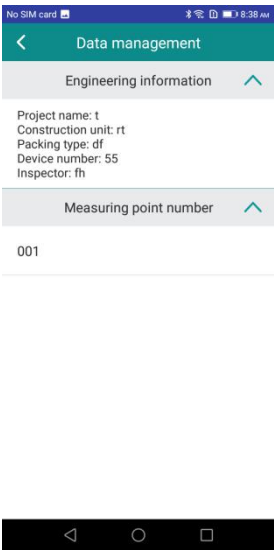 No SIM card 8:38 AM
Data management
Engineering information
Project name: t
Construction unit: rt
Packing type: df
Device number: 55
Inspector: fh
Measuring point number
001